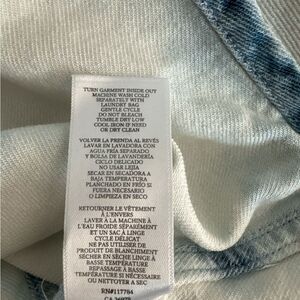 TURN GARMENT INSIDE OUT
MACHINE WASH COLD
SEPARATELY WITH
LAUNDRY BAG
GENTLE CYCLE
DO NOT BLEACH
TUMBLE DRY LOW
COOL IRON IF NEED
OR DRY CLEAN
VOLVER LA PRENDA AL REVÉS
LAVAR EN LAVADORA CON
AGUA FRÍA SEPARADO
Y BOLSA DE LAVANDERÍA
CICLO DELICADO
NO USAR LEJIA
SECAR EN SECADORA A
BAJA TEMPERATURA
PLANCHADO EN FRÍO SI
FUERA NECESARIO
O LIMPIEZA EN SECO
RETOURNER LE VÊTEMENT
À L'ENVERS
LAVER À LA MACHINE À
L'EAU FROIDE SÉPARÉMENT
ET UN SAC À LINGE
CYCLE DÉLICAT
NE PAS UTILISER DE
PRODUIT DE BLANCHIMENT
SÉCHER EN SÈCHE LINGE À
BASSE TEMPÉRATURE
REPASSAGE À BASSE
TEMPÉRATURE SI NÉCESSAIRE
OU NETTOYER A SEC
RN#117784